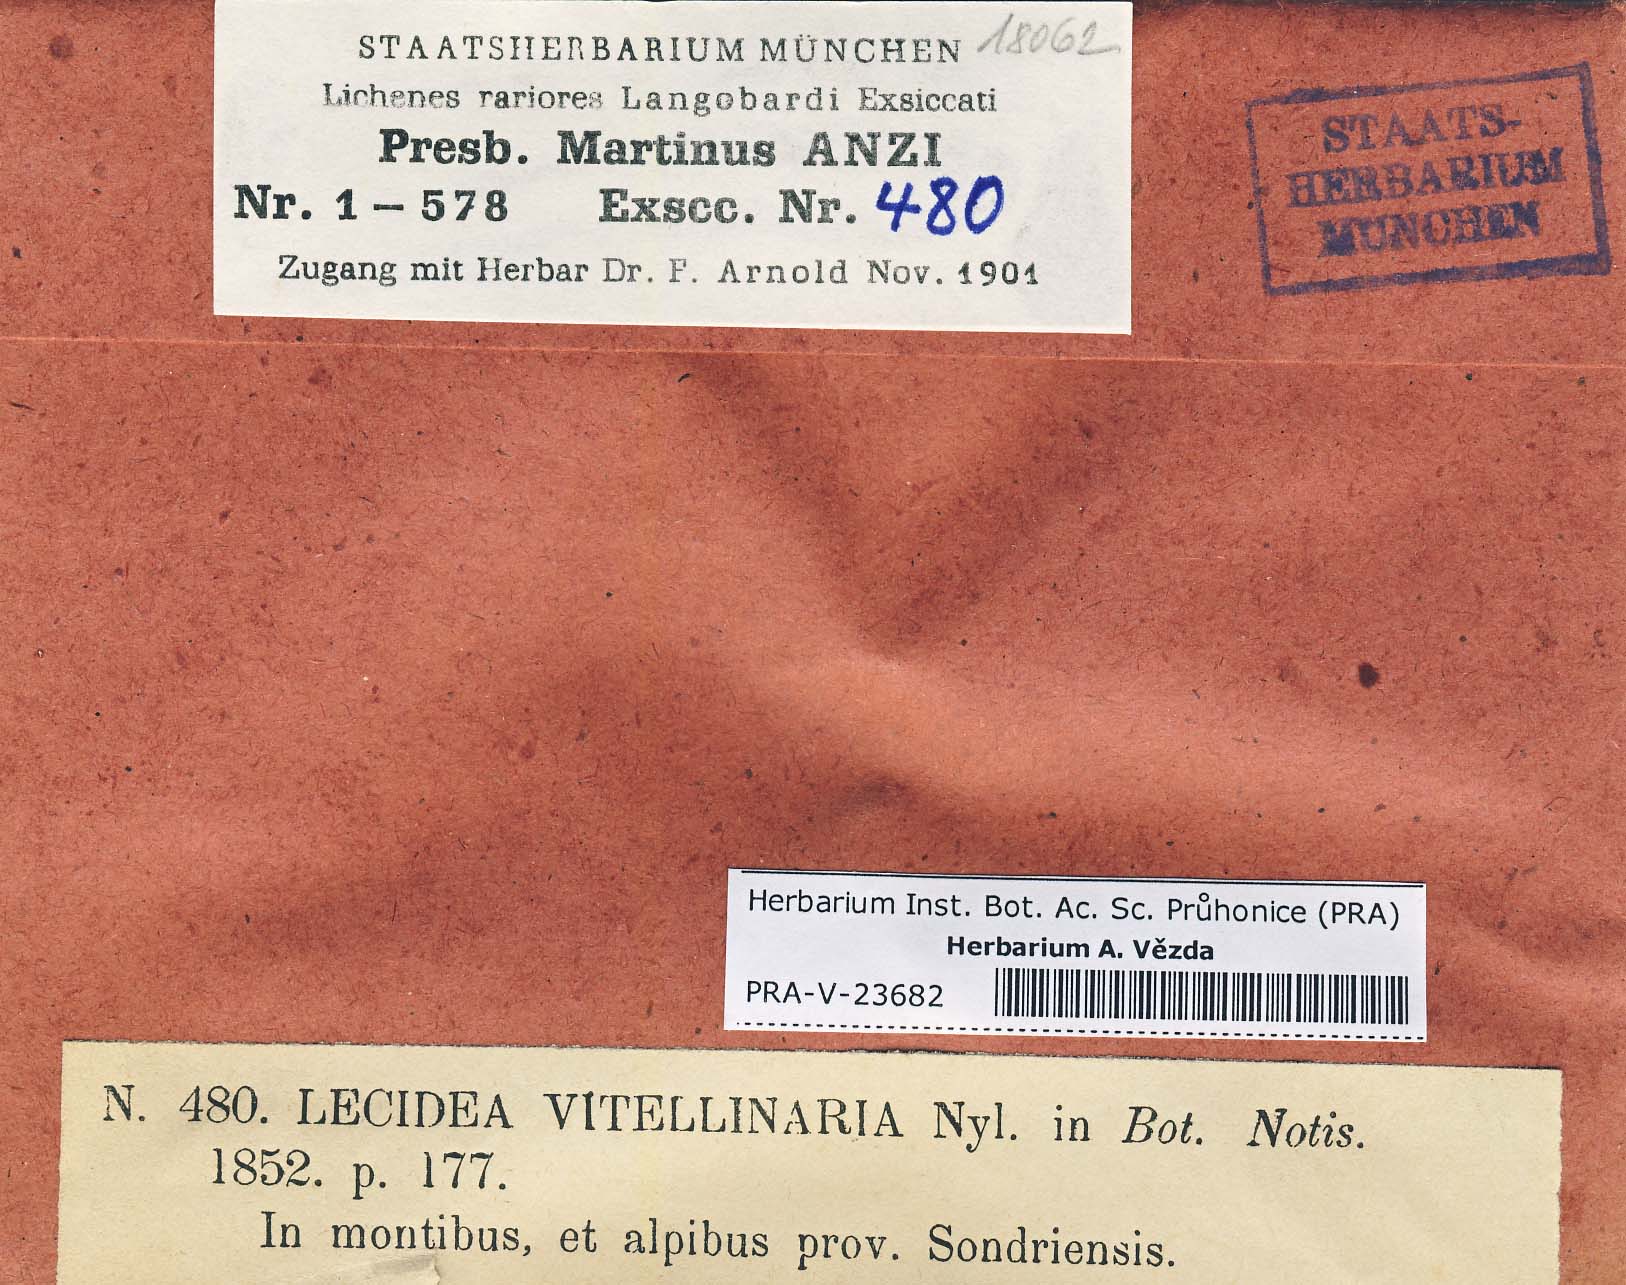 STAATSHERBARIUM MÜNCHEN 18062
Lichenes rariores Langobardi Exsiccati
Presb. Martinus ANZI
Nr. 1 – 578 Exscc. Nr. 480
Zugang mit Herbar Dr. F. Arnold Nov. 1901
STAATS-
HERBARIUM
MÜNCHEN
Herbarium Inst. Bot. Ac. Sc. Průhonice (PRA)
Herbarium A. Vězda
PRA-V-23682
N. 480. LECIDEA VITELLINARIA Nyl. in Bot. Notis.
1852. p. 177.
In montibus, et alpibus prov. Sondriensis.